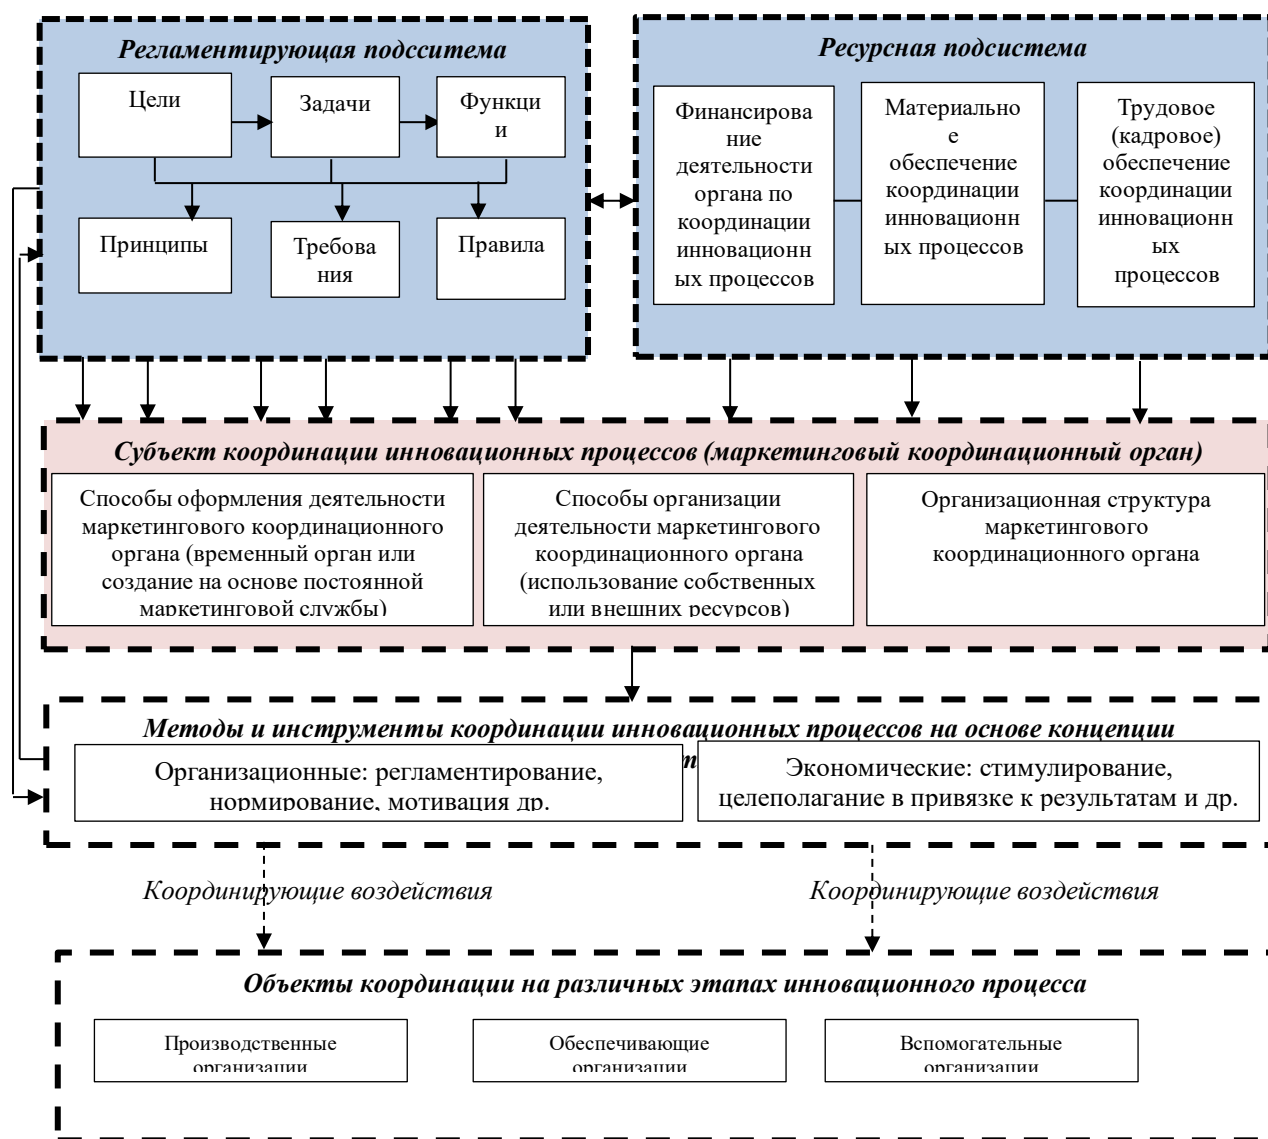 Регламентирующая подсситема
Цели
Задачи
Функци
и
Принципы
Требова
ния
Правила
Ресурсная подсистема
Финансирова
ние
деятельности
органа по
координации
инновационн
ых процессов
Материально
е
обеспечение
координации
инновационн
ых процессов
Трудовое
(кадровое)
обеспечение
координации
инновационн
ых
процессов
Субъект координации инновационных процессов (маркетинговый координационный орган)
Способы оформления деятельности
маркетингового координационного
органа (временный орган или
создание на основе постоянной
маркетинговой службы)
Способы организации
деятельности маркетингового
координационного органа
(использование собственных
или внешних ресурсов)
Организационная структура
маркетингового
координационного органа
Методы и инструменты координации инновационных процессов на основе концепции
Организационные: регламентирование,
нормирование, мотивация др.
Экономические: стимулирование,
целеполагание в привязке к результатам и др.
Координирующие воздействия
Координирующие воздействия
Объекты координации на различных этапах инновационного процесса
Производственные
организации
Обеспечивающие
организации
Вспомогательные
организации